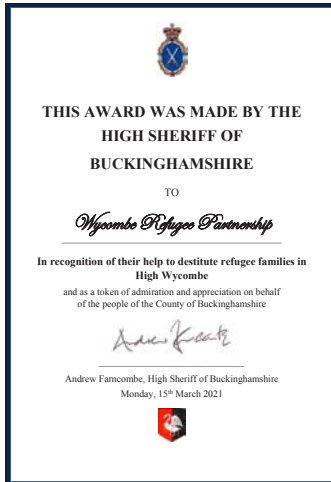 THIS AWARD WAS MADE BY THE
HIGH SHERIFF OF
BUCKINGHAMSHIRE
TO
Wycombe Refugee Partnership
In recognition of their help to destitute refugee families in
High Wycombe
and as a token of admiration and appreciation on behalf
of the people of the County of Buckinghamshire
Andrew Farncombe, High Sheriff of Buckinghamshire
Monday, 15th March 2021